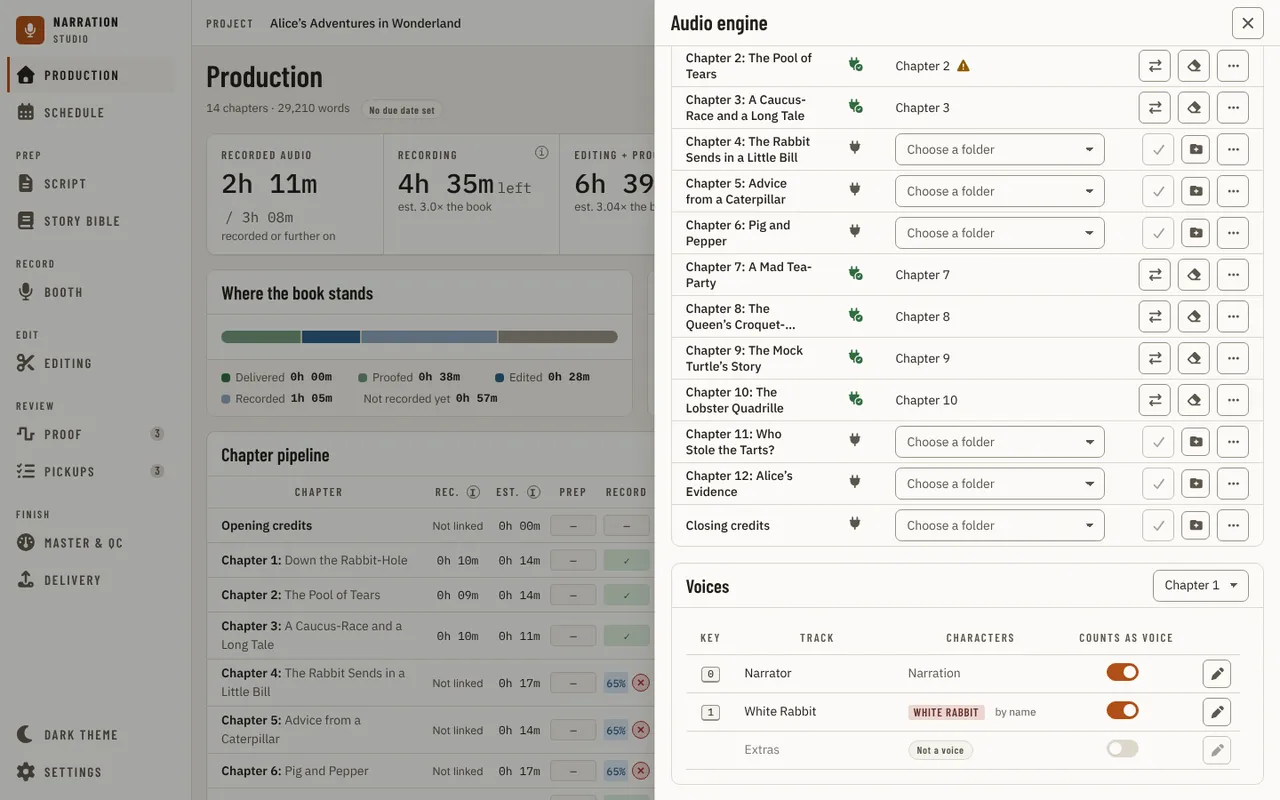 NARRATION
STUDIO
PRODUCTION
SCHEDULE
PREP
SCRIPT
STORY BIBLE
RECORD
BOOTH
EDIT
EDITING
REVIEW
PROOF 3
PICKUPS 3
FINISH
MASTER & QC
DELIVERY
DARK THEME
SETTINGS
PROJECT Alice's Adventures in Wonderland
Production
14 chapters · 29,210 words No due date set
RECORDED AUDIO
2h 11m
/ 3h 08m
recorded or further on
RECORDING
4h 35m left
est. 3.0× the book
EDITING + PRO
6h 39
est. 3.04× the b
Where the book stands
Delivered 0h 00m Proofed 0h 38m Edited 0h 28m
Recorded 1h 05m Not recorded yet 0h 57m
Chapter pipeline
CHAPTER REC. EST. PREP RECORD
Opening credits Not linked 0h 00m – –
Chapter 1: Down the Rabbit-Hole 0h 10m 0h 14m – ✓
Chapter 2: The Pool of Tears 0h 09m 0h 14m – ✓
Chapter 3: A Caucus-Race and a
Long Tale 0h 10m 0h 11m – ✓
Chapter 4: The Rabbit Sends in a
Little Bill Not linked 0h 17m – 65%
Chapter 5: Advice from a
Caterpillar Not linked 0h 14m – 65%
Chapter 6: Pig and Pepper Not linked 0h 17m – 65%
Audio engine
Chapter 2: The Pool of
Tears
Chapter 2
Chapter 3: A Caucus-
Race and a Long Tale
Chapter 3
Chapter 4: The Rabbit
Sends in a Little Bill
Choose a folder
Chapter 5: Advice
from a Caterpillar
Choose a folder
Chapter 6: Pig and
Pepper
Choose a folder
Chapter 7: A Mad Tea-
Party
Chapter 7
Chapter 8: The
Queen's Croquet-...
Chapter 8
Chapter 9: The Mock
Turtle's Story
Chapter 9
Chapter 10: The
Lobster Quadrille
Chapter 10
Chapter 11: Who
Stole the Tarts?
Choose a folder
Chapter 12: Alice's
Evidence
Choose a folder
Closing credits
Choose a folder
Voices
Chapter 1
KEY TRACK CHARACTERS COUNTS AS VOICE
0 Narrator Narration
1 White Rabbit WHITE RABBIT by name
Extras Not a voice